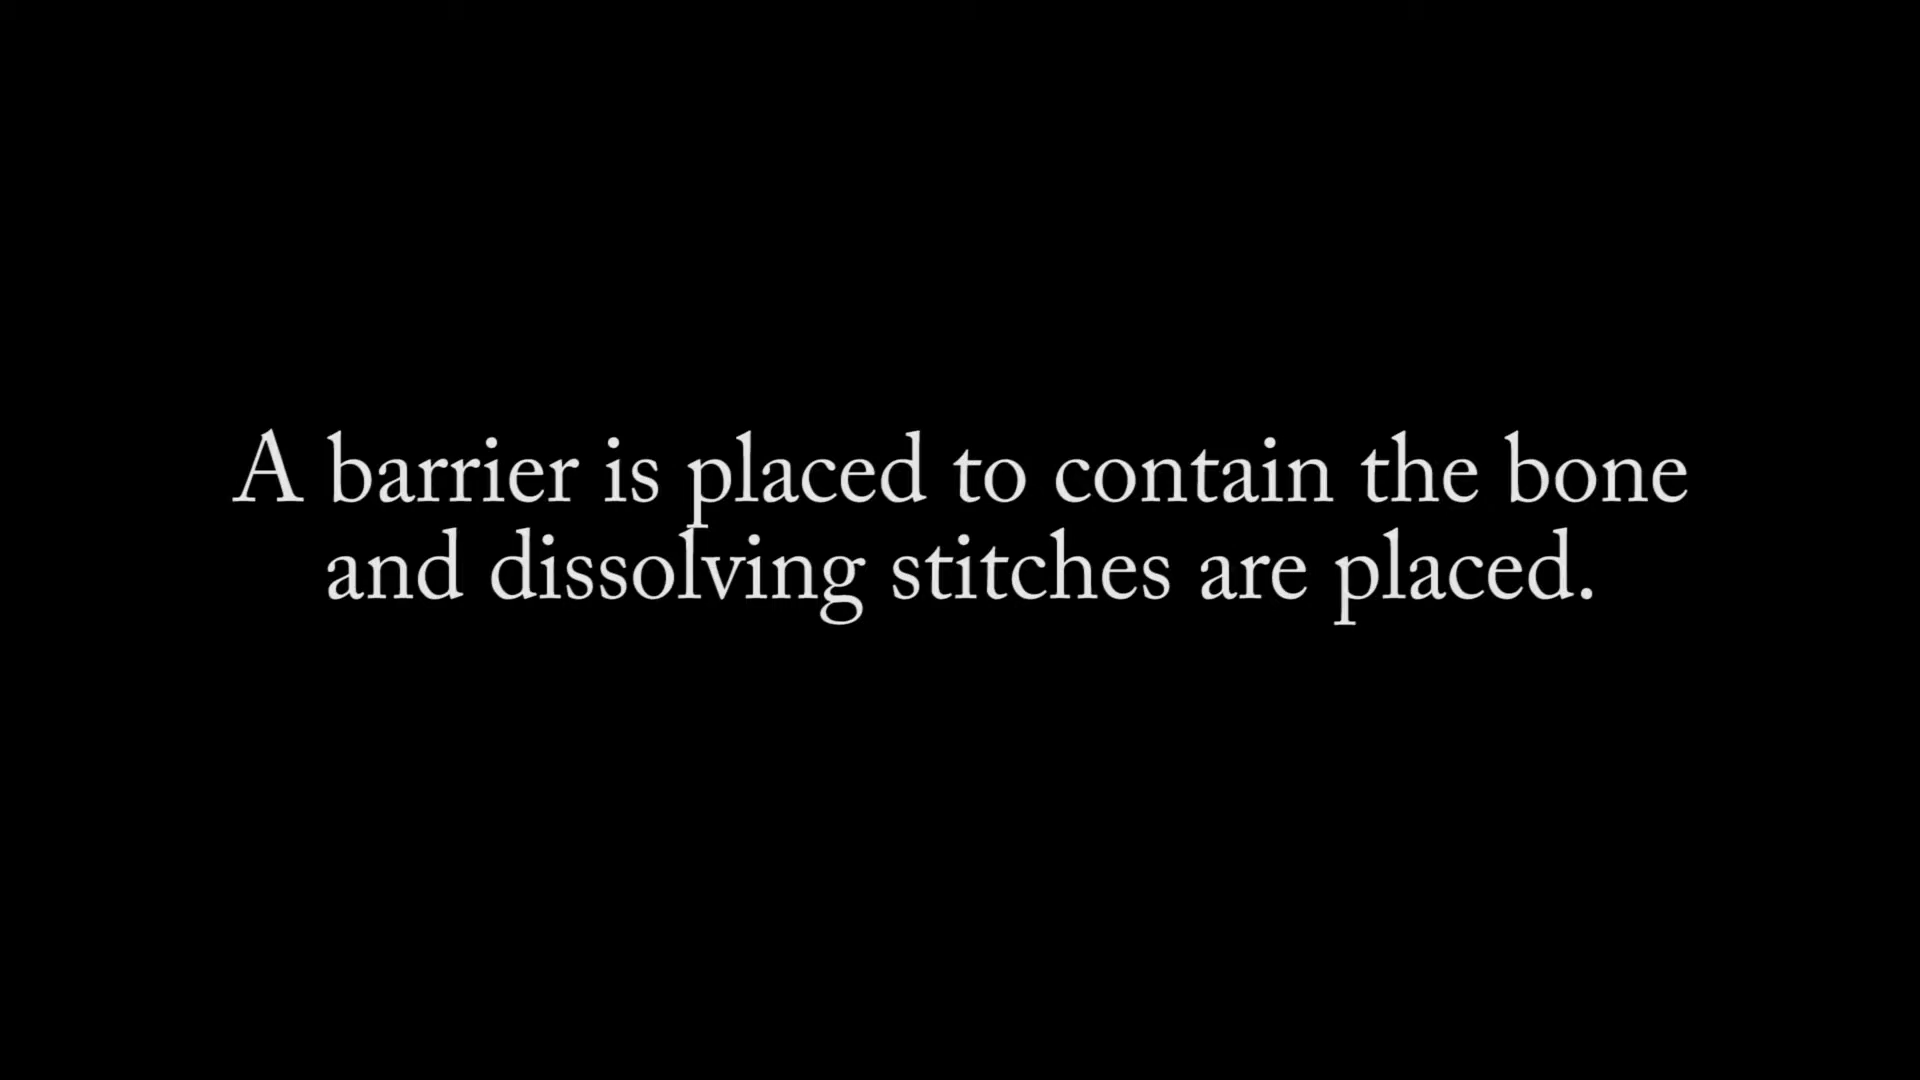 A barrier is placed to contain the bone
and dissolving stitches are placed.